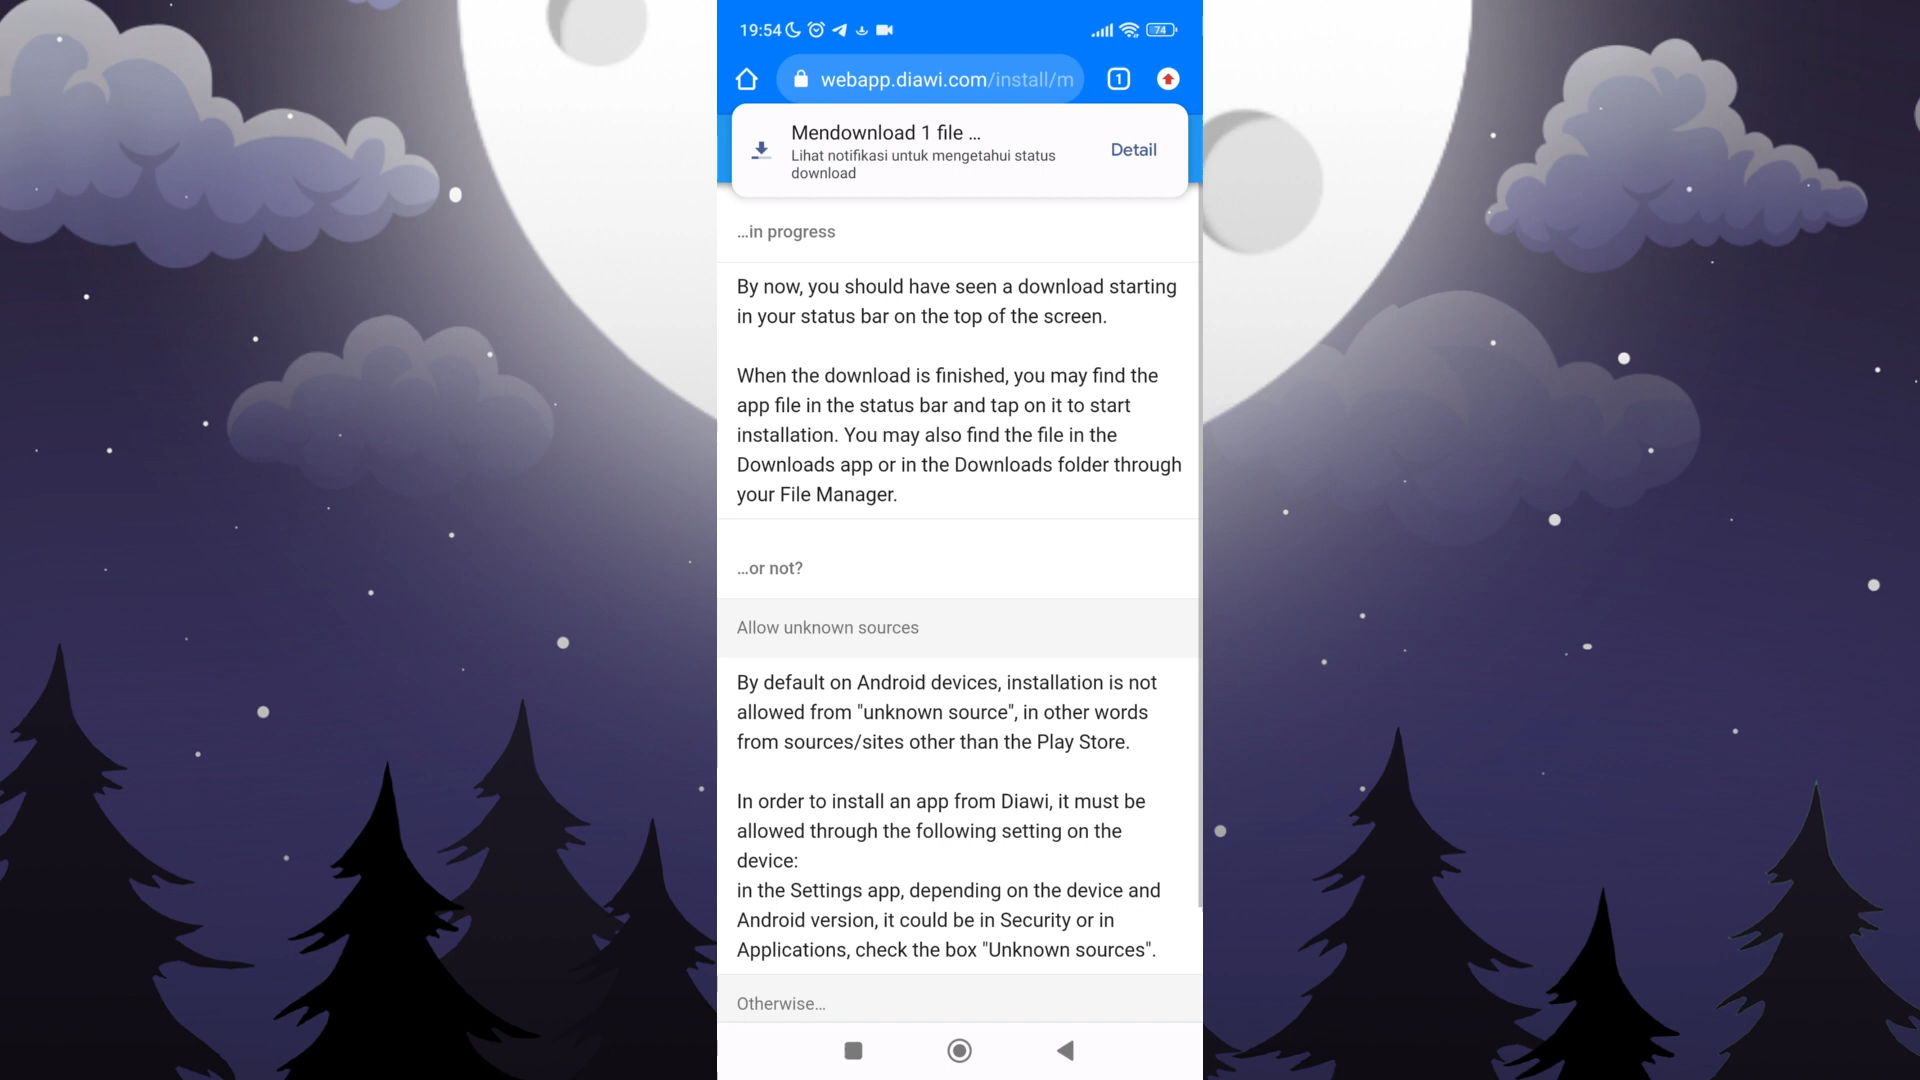 19:54
74
webapp.diawi.com/install/m
1
Mendownload 1 file ...
Lihat notifikasi untuk mengetahui status
download
Detail
...in progress
By now, you should have seen a download starting
in your status bar on the top of the screen.
When the download is finished, you may find the
app file in the status bar and tap on it to start
installation. You may also find the file in the
Downloads app or in the Downloads folder through
your File Manager.
...or not?
Allow unknown sources
By default on Android devices, installation is not
allowed from "unknown source", in other words
from sources/sites other than the Play Store.
In order to install an app from Diawi, it must be
allowed through the following setting on the
device:
in the Settings app, depending on the device and
Android version, it could be in Security or in
Applications, check the box "Unknown sources".
Otherwise...